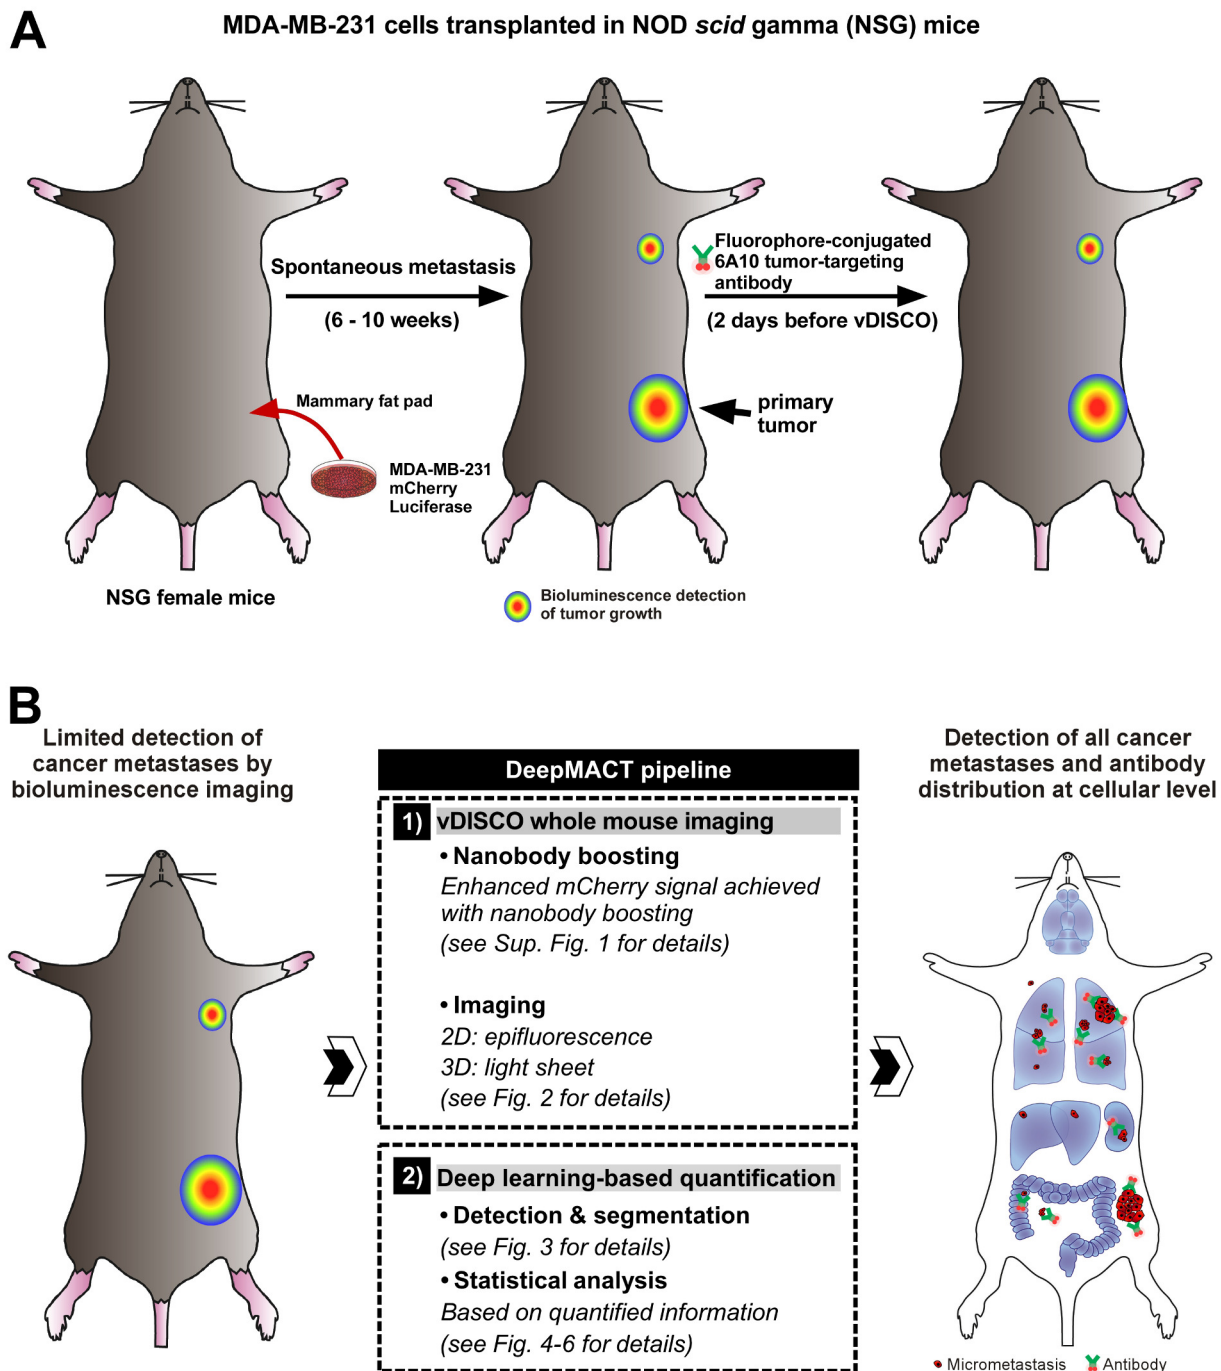 A
MDA-MB-231 cells transplanted in NOD scid gamma (NSG) mice
Spontaneous metastasis
(6 - 10 weeks)
Fluorophore-conjugated
6A10 tumor-targeting
antibody
(2 days before vDISCO)
Mammary fat pad
MDA-MB-231
mCherry
Luciferase
primary
tumor
NSG female mice
Bioluminescence detection
of tumor growth
B
Limited detection of
cancer metastases by
bioluminescence imaging
DeepMACT pipeline
1) vDISCO whole mouse imaging
• Nanobody boosting
Enhanced mCherry signal achieved
with nanobody boosting
(see Sup. Fig. 1 for details)
• Imaging
2D: epifluorescence
3D: light sheet
(see Fig. 2 for details)
2) Deep learning-based quantification
• Detection & segmentation
(see Fig. 3 for details)
• Statistical analysis
Based on quantified information
(see Fig. 4-6 for details)
Detection of all cancer
metastases and antibody
distribution at cellular level
Micrometastasis
Antibody